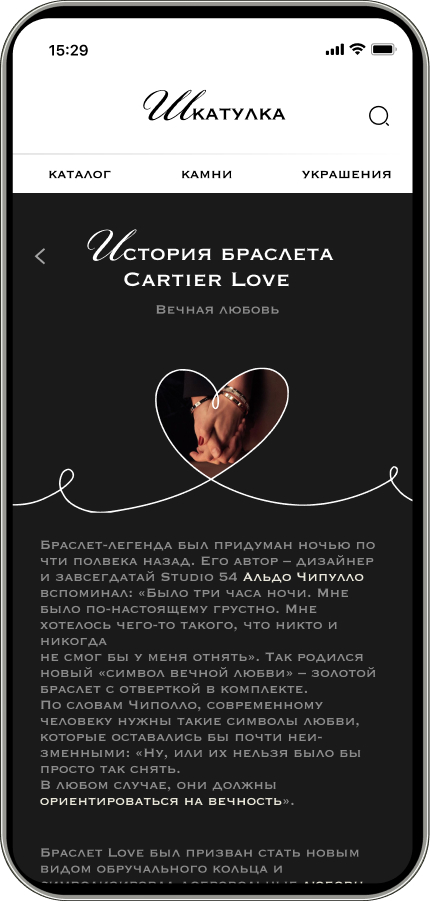 15:29
Шкатулка
КАТАЛОГ КАМНИ УКРАШЕНИЯ
История браслета
Cartier Love
Вечная любовь
Браслет-легенда был придуман ночью по
чти полвека назад. Его автор – дизайнер
и завсегдатай Studio 54 Альдо Чипулло
вспоминал: «Было три часа ночи. Мне
было по-настоящему грустно. Мне
хотелось чего-то такого, что никто и
никогда
не смог бы у меня отнять». Так родился
новый «символ вечной любви» – золотой
браслет с отверткой в комплекте.
По словам Чиполло, современному
человеку нужны такие символы любви,
которые оставались бы почти неи-
зменными: «Ну, или их нельзя было бы
просто так снять.
В любом случае, они должны
ориентироваться на вечность».
Браслет Love был призван стать новым
видом обручального кольца и